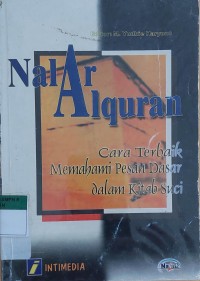 Nalar
Alquran
Cara Terbaik
Memahami Pesan Dasar
dalam Kitab Suci
INTIMEDIA